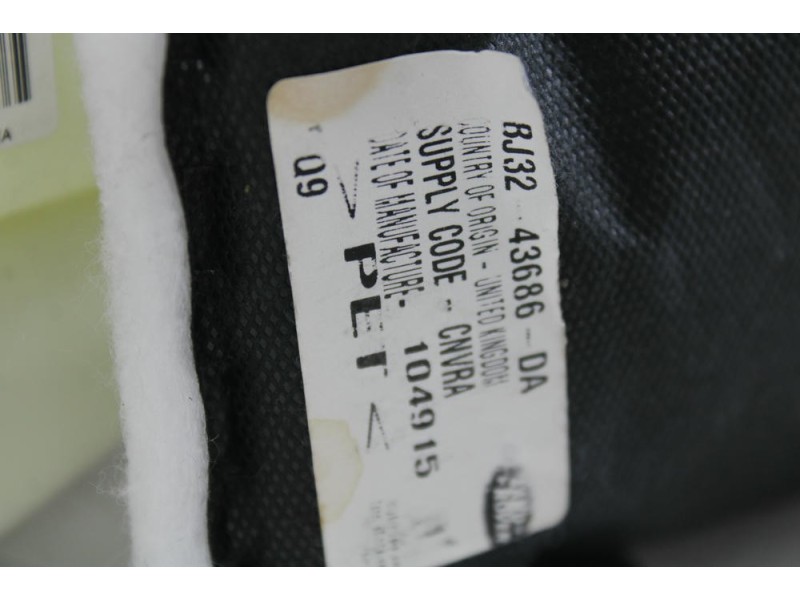 BJ32 - 43686 - DA
COUNTRY OF ORIGIN - UNITED KINGDOM
SUPPLY CODE - CNVRA
DATE OF MANUFACTURE- 104915
> PET <
Q9